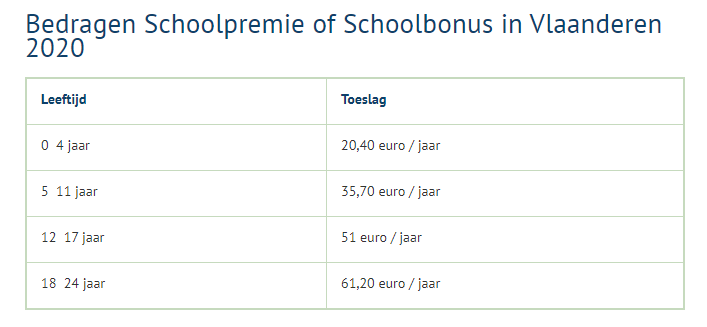 Bedragen Schoolpremie of Schoolbonus in Vlaanderen
2020
Leeftijd Toeslag
0 4 jaar 20,40 euro / jaar
5 11 jaar 35,70 euro / jaar
12 17 jaar 51 euro / jaar
18 24 jaar 61,20 euro / jaar